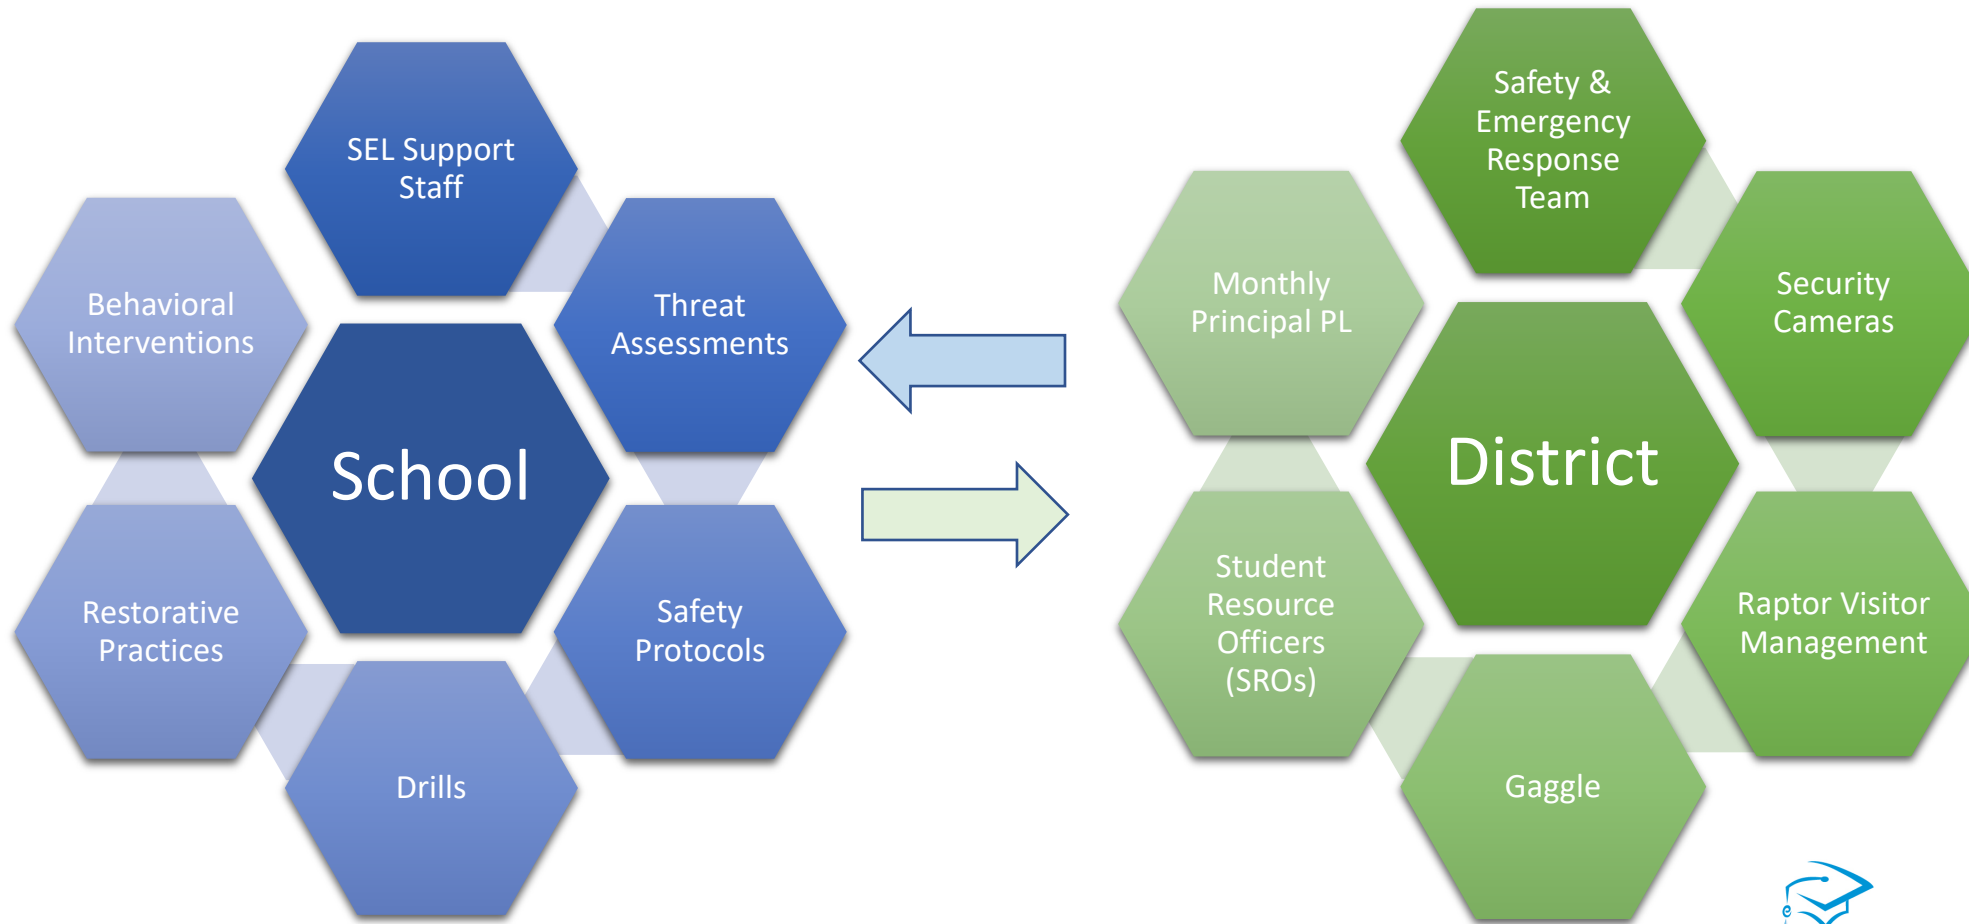 SEL Support
Staff
Threat
Assessments
Safety
Protocols
Drills
Restorative
Practices
Behavioral
Interventions
School
Safety &
Emergency
Response
Team
Security
Cameras
Raptor Visitor
Management
Gaggle
Student
Resource
Officers
(SROs)
Monthly
Principal PL
District